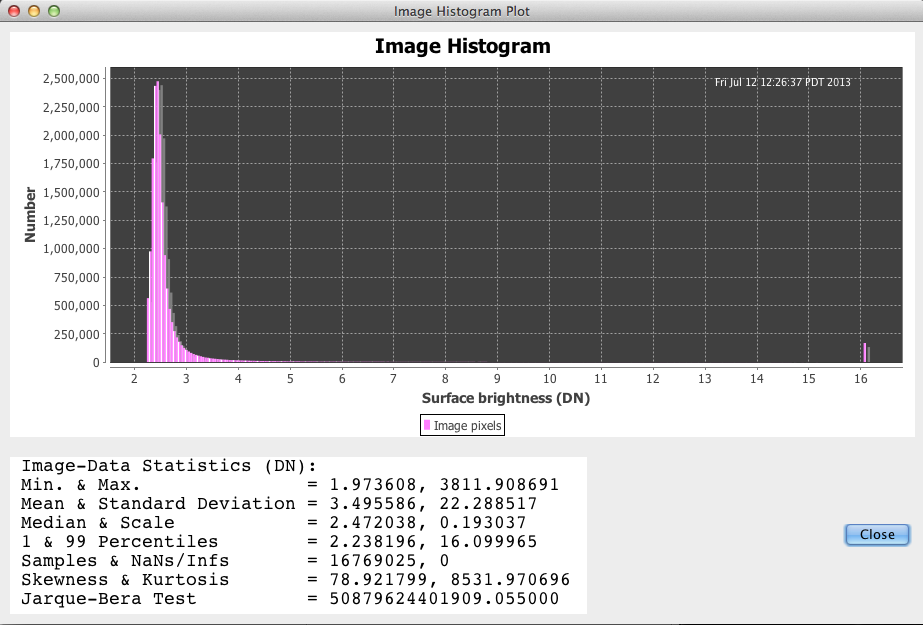 Image Histogram Plot
Image Histogram
Fri Jul 12 12:26:37 PDT 2013
2,500,000
2,250,000
2,000,000
1,750,000
1,500,000
1,250,000
1,000,000
750,000
500,000
250,000
0
Number
2 3 4 5 6 7 8 9 10 11 12 13 14 15 16
Surface brightness (DN)
Image pixels
Image-Data Statistics (DN):
Min. & Max. = 1.973608, 3811.908691
Mean & Standard Deviation = 3.495586, 22.288517
Median & Scale = 2.472038, 0.193037
1 & 99 Percentiles = 2.238196, 16.099965
Samples & NaNs/Infs = 16769025, 0
Skewness & Kurtosis = 78.921799, 8531.970696
Jarque-Bera Test = 50879624401909.055000
Close